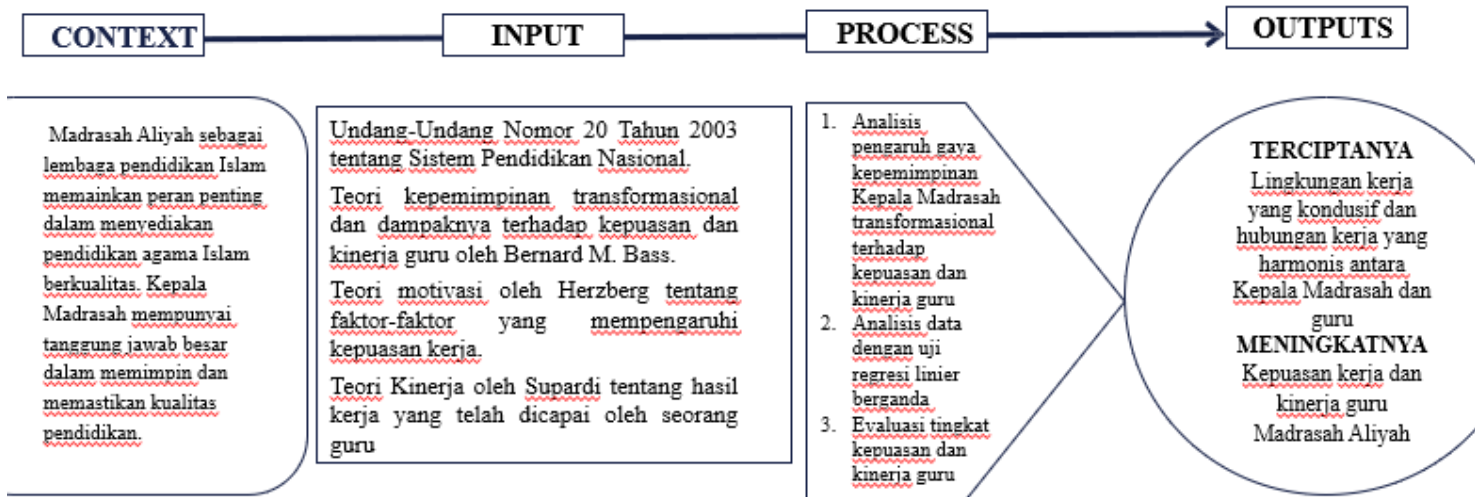 CONTEXT
INPUT
PROCESS
OUTPUTS
Madrasah Aliyah sebagai
lembaga pendidikan Islam
memainkan peran penting
dalam menyediakan
pendidikan agama Islam
berkualitas. Kepala
Madrasah mempunyai
tanggung jawab besar
dalam memimpin dan
memastikan kualitas
pendidikan.
Undang-Undang Nomor 20 Tahun 2003
tentang Sistem Pendidikan Nasional.
Teori kepemimpinan transformasional
dan dampaknya terhadap kepuasan dan
kinerja guru oleh Bernard M. Bass.
Teori motivasi oleh Herzberg tentang
faktor-faktor yang mempengaruhi
kepuasan kerja.
Teori Kinerja oleh Supardi tentang hasil
kerja yang telah dicapai oleh seorang
guru
1. Analisis
pengaruh gaya
kepemimpinan
Kepala Madrasah
transformasional
terhadap
kepuasan dan
kinerja guru
2. Analisis data
dengan uji
regresi linier
berganda
3. Evaluasi tingkat
kepuasan dan
kinerja guru
TERCIPTANYA
Lingkungan kerja
yang kondusif dan
hubungan kerja yang
harmonis antara
Kepala Madrasah dan
guru
MENINGKATNYA
Kepuasan kerja dan
kinerja guru
Madrasah Aliyah